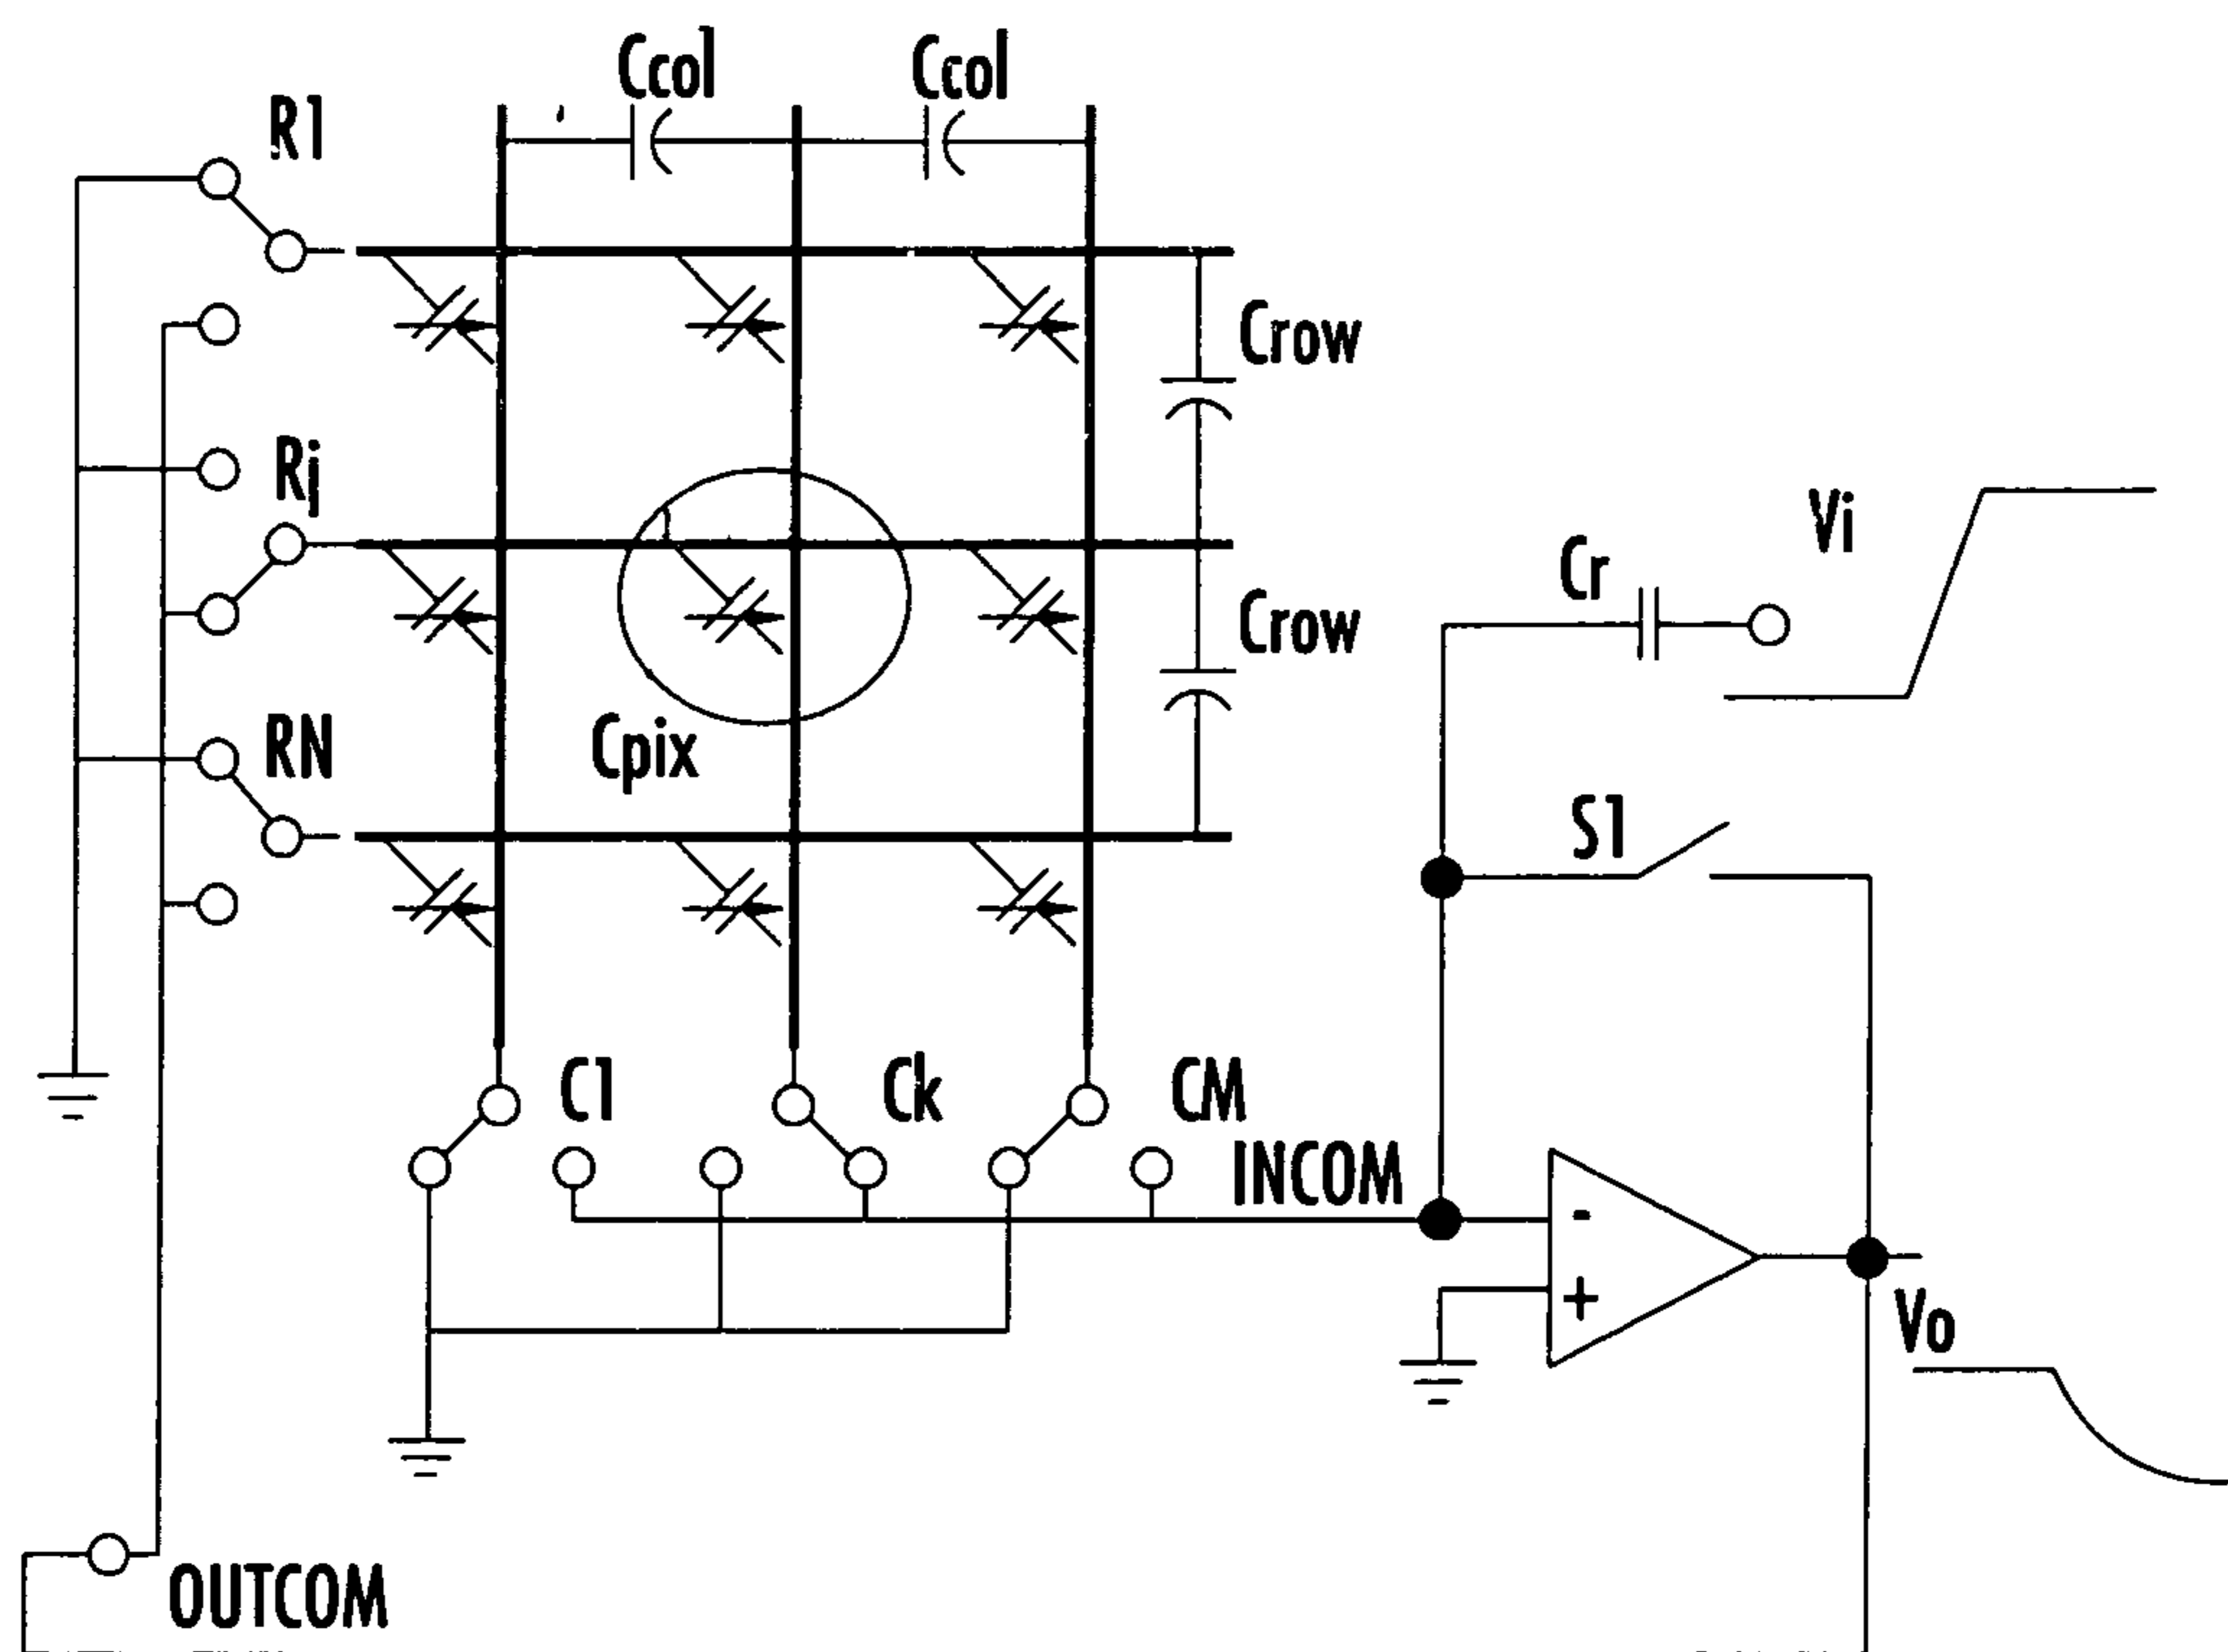 Ccol
Ccol
R1
Crow
Rj
Vi
Cr
Crow
RN
Cpix
S1
C1
Ck
CM
INCOM
-
+
Vo
OUTCOM